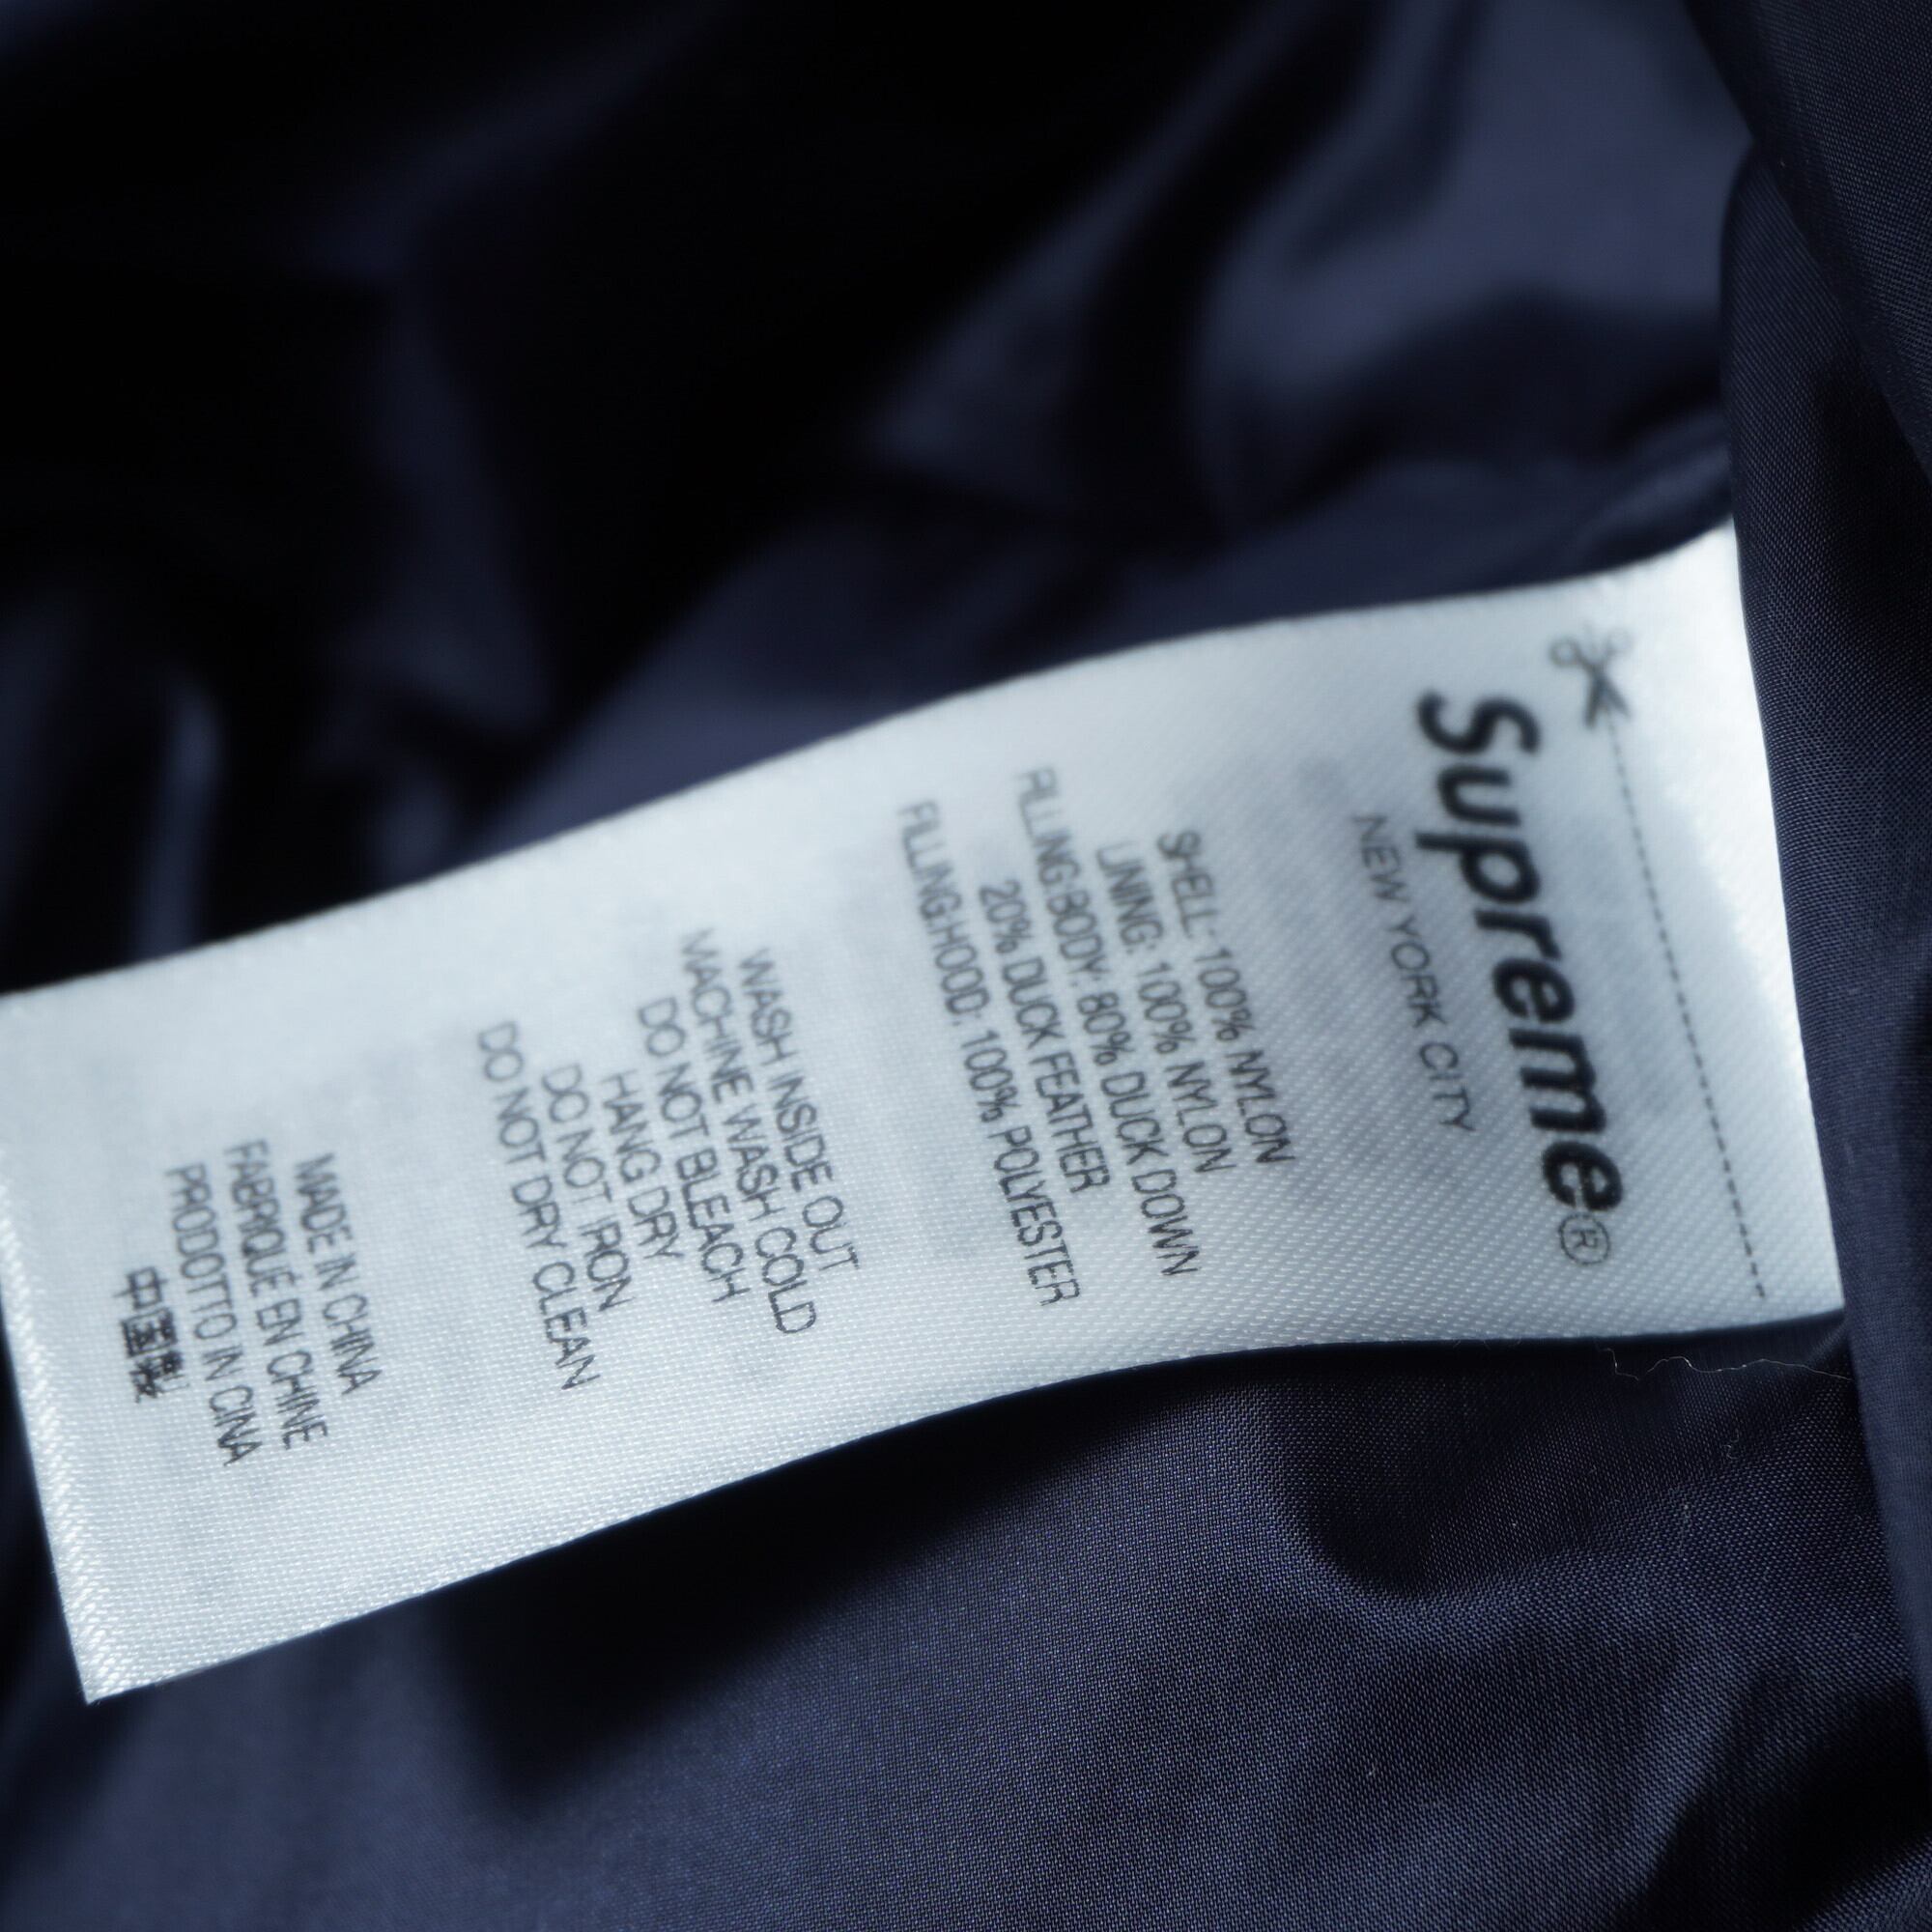 Supreme®
NEW YORK CITY
SHELL: 100% NYLON
LINING: 100% NYLON
FILLING:BODY: 80% DUCK DOWN
20% DUCK FEATHER
FILLING:HOOD: 100% POLYESTER
WASH INSIDE OUT
MACHINE WASH COLD
DO NOT BLEACH
HANG DRY
DO NOT IRON
DO NOT DRY CLEAN
MADE IN CHINA
FABRIQUÉ EN CHINE
PRODOTTO IN CINA
中国製